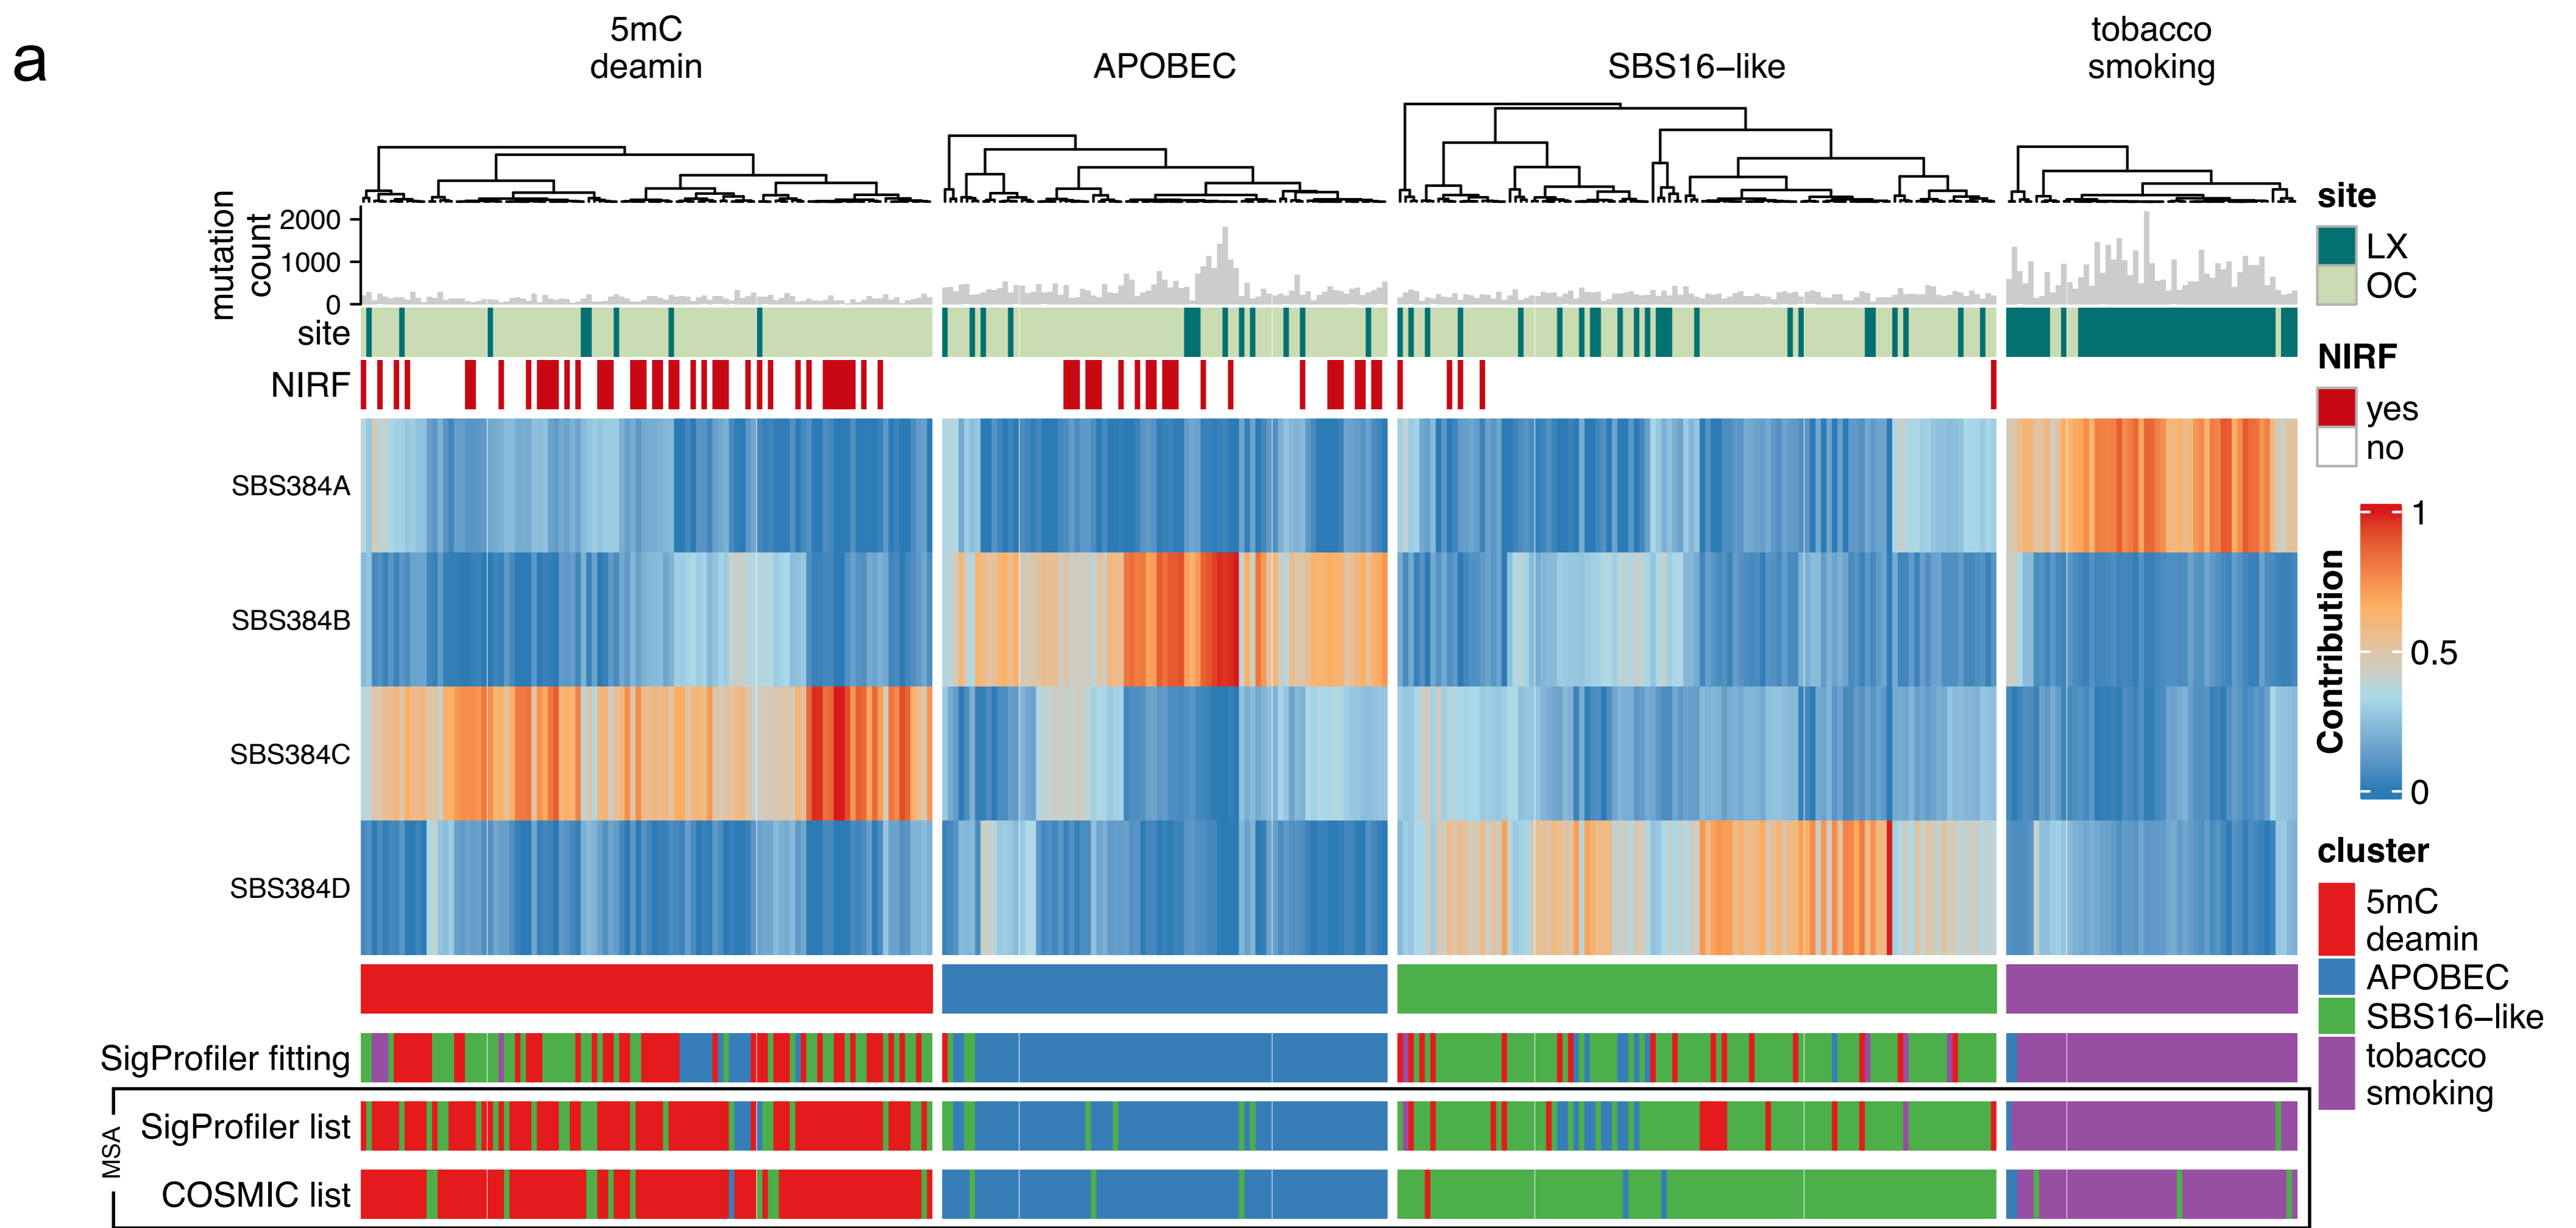 a
5mC
deamin
APOBEC
SBS16−like
tobacco
smoking
mutation
count
2000
1000
0
site
NIRF
SBS384A
SBS384B
SBS384C
SBS384D
SigProfiler fitting
MSA
SigProfiler list
COSMIC list
site
LX
OC
NIRF
yes
no
Contribution
1
0.5
0
cluster
5mC
deamin
APOBEC
SBS16−like
tobacco
smoking